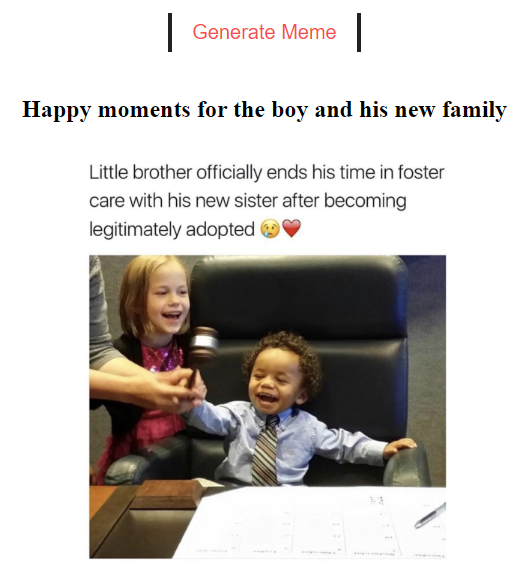 Generate Meme
Happy moments for the boy and his new family
Little brother officially ends his time in foster
care with his new sister after becoming
legitimately adopted 😢❤️